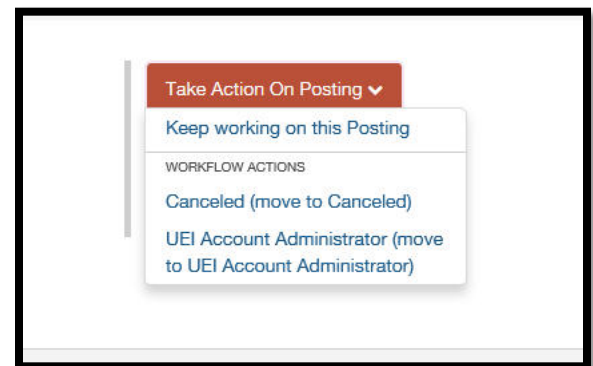 Take Action On Posting
Keep working on this Posting
WORKFLOW ACTIONS
Canceled (move to Canceled)
UEI Account Administrator (move
to UEI Account Administrator)